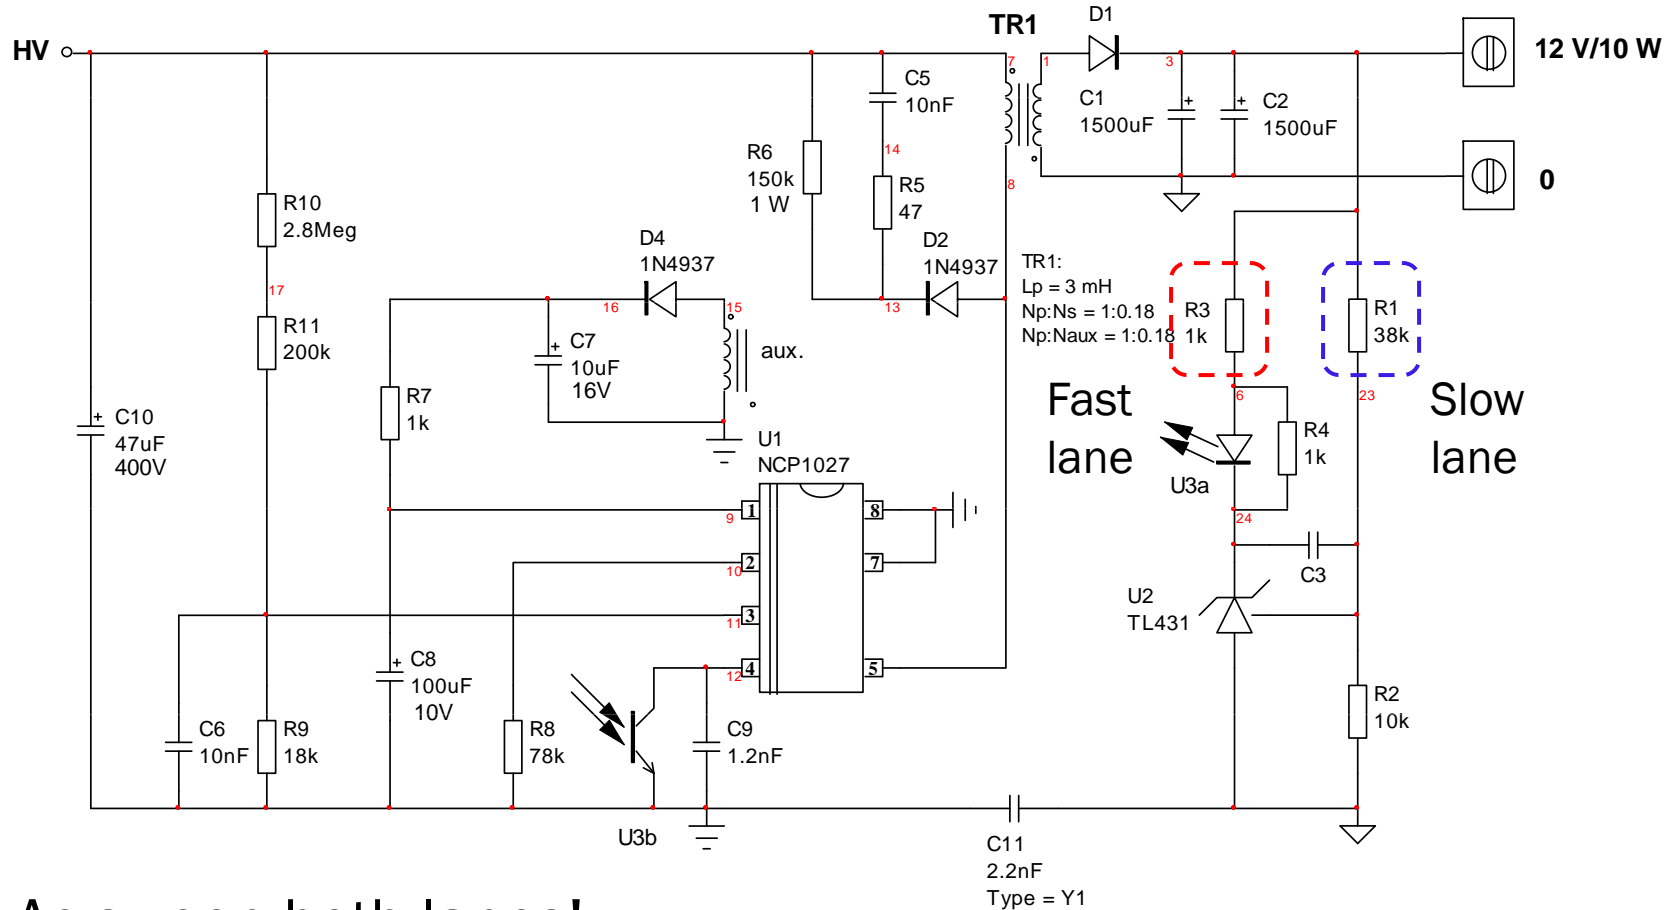 TR1
D1
HV
12 V/10 W
7
1
3
C5
10nF
C1
1500uF
+
+
C2
1500uF
R6
150k
1 W
14
R5
47
8
0
R10
2.8Meg
D4
1N4937
D2
1N4937
TR1:
Lp = 3 mH
Np:Ns = 1:0.18
Np:Naux = 1:0.18
R3
1k
R1
38k
17
16
15
13
R11
200k
+
C7
10uF
16V
aux.
R7
1k
6
23
Fast
lane
Slow
lane
+
C10
47uF
400V
R4
1k
U3a
U1
NCP1027
9
1
8
24
10
2
7
C3
11
3
U2
TL431
12
4
5
+
C8
100uF
10V
C6
10nF
R9
18k
R8
78k
C9
1.2nF
R2
10k
U3b
C11
2.2nF
Type = Y1